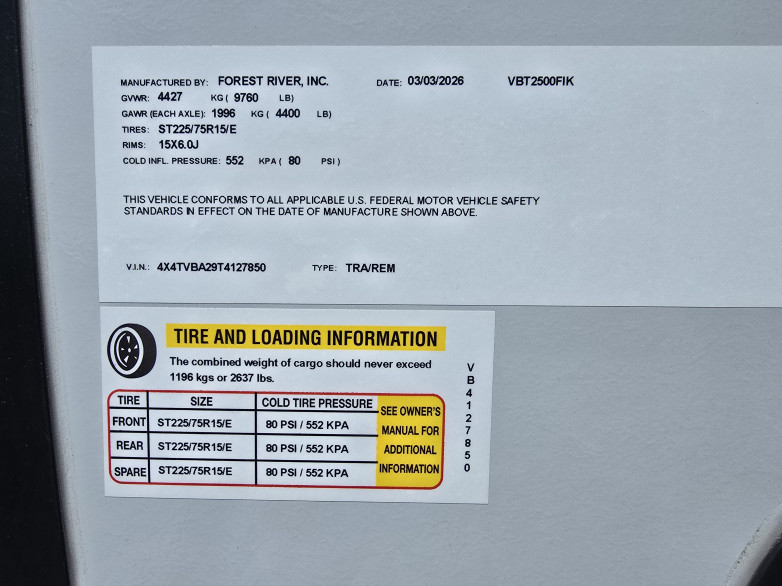 MANUFACTURED BY: FOREST RIVER, INC. DATE: 03/03/2026 VBT2500FIK
GVWR: 4427 KG ( 9760 LB)
GAWR (EACH AXLE): 1996 KG ( 4400 LB)
TIRES: ST225/75R15/E
RIMS: 15X6.0J
COLD INFL. PRESSURE: 552 KPA ( 80 PSI )
THIS VEHICLE CONFORMS TO ALL APPLICABLE U.S. FEDERAL MOTOR VEHICLE SAFETY
STANDARDS IN EFFECT ON THE DATE OF MANUFACTURE SHOWN ABOVE.
V.I.N.: 4X4TVBA29T4127850 TYPE: TRA/REM
TIRE AND LOADING INFORMATION
The combined weight of cargo should never exceed
1196 kgs or 2637 lbs.
TIRE SIZE COLD TIRE PRESSURE
FRONT ST225/75R15/E 80 PSI / 552 KPA
REAR ST225/75R15/E 80 PSI / 552 KPA
SPARE ST225/75R15/E 80 PSI / 552 KPA
SEE OWNER'S
MANUAL FOR
ADDITIONAL
INFORMATION
VB4127850